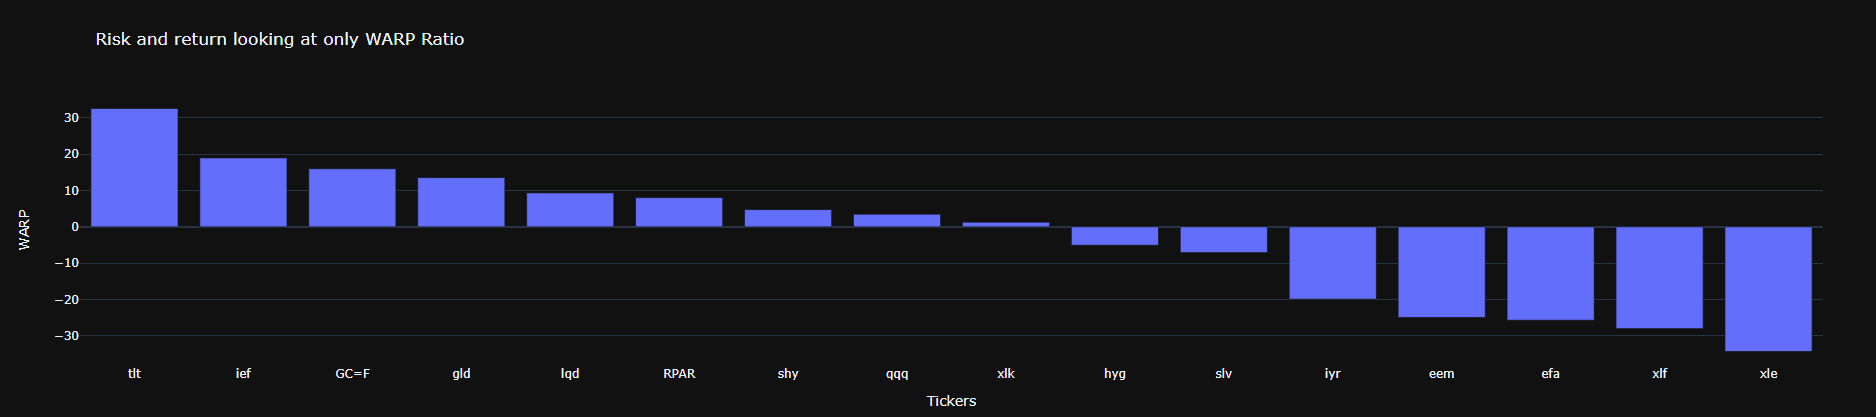 Risk and return looking at only WARP Ratio
WARP
30
20
10
0
−10
−20
−30
tlt ief GC=F gld lqd RPAR shy qqq xlk hyg slv iyr eem efa xlf xle
Tickers